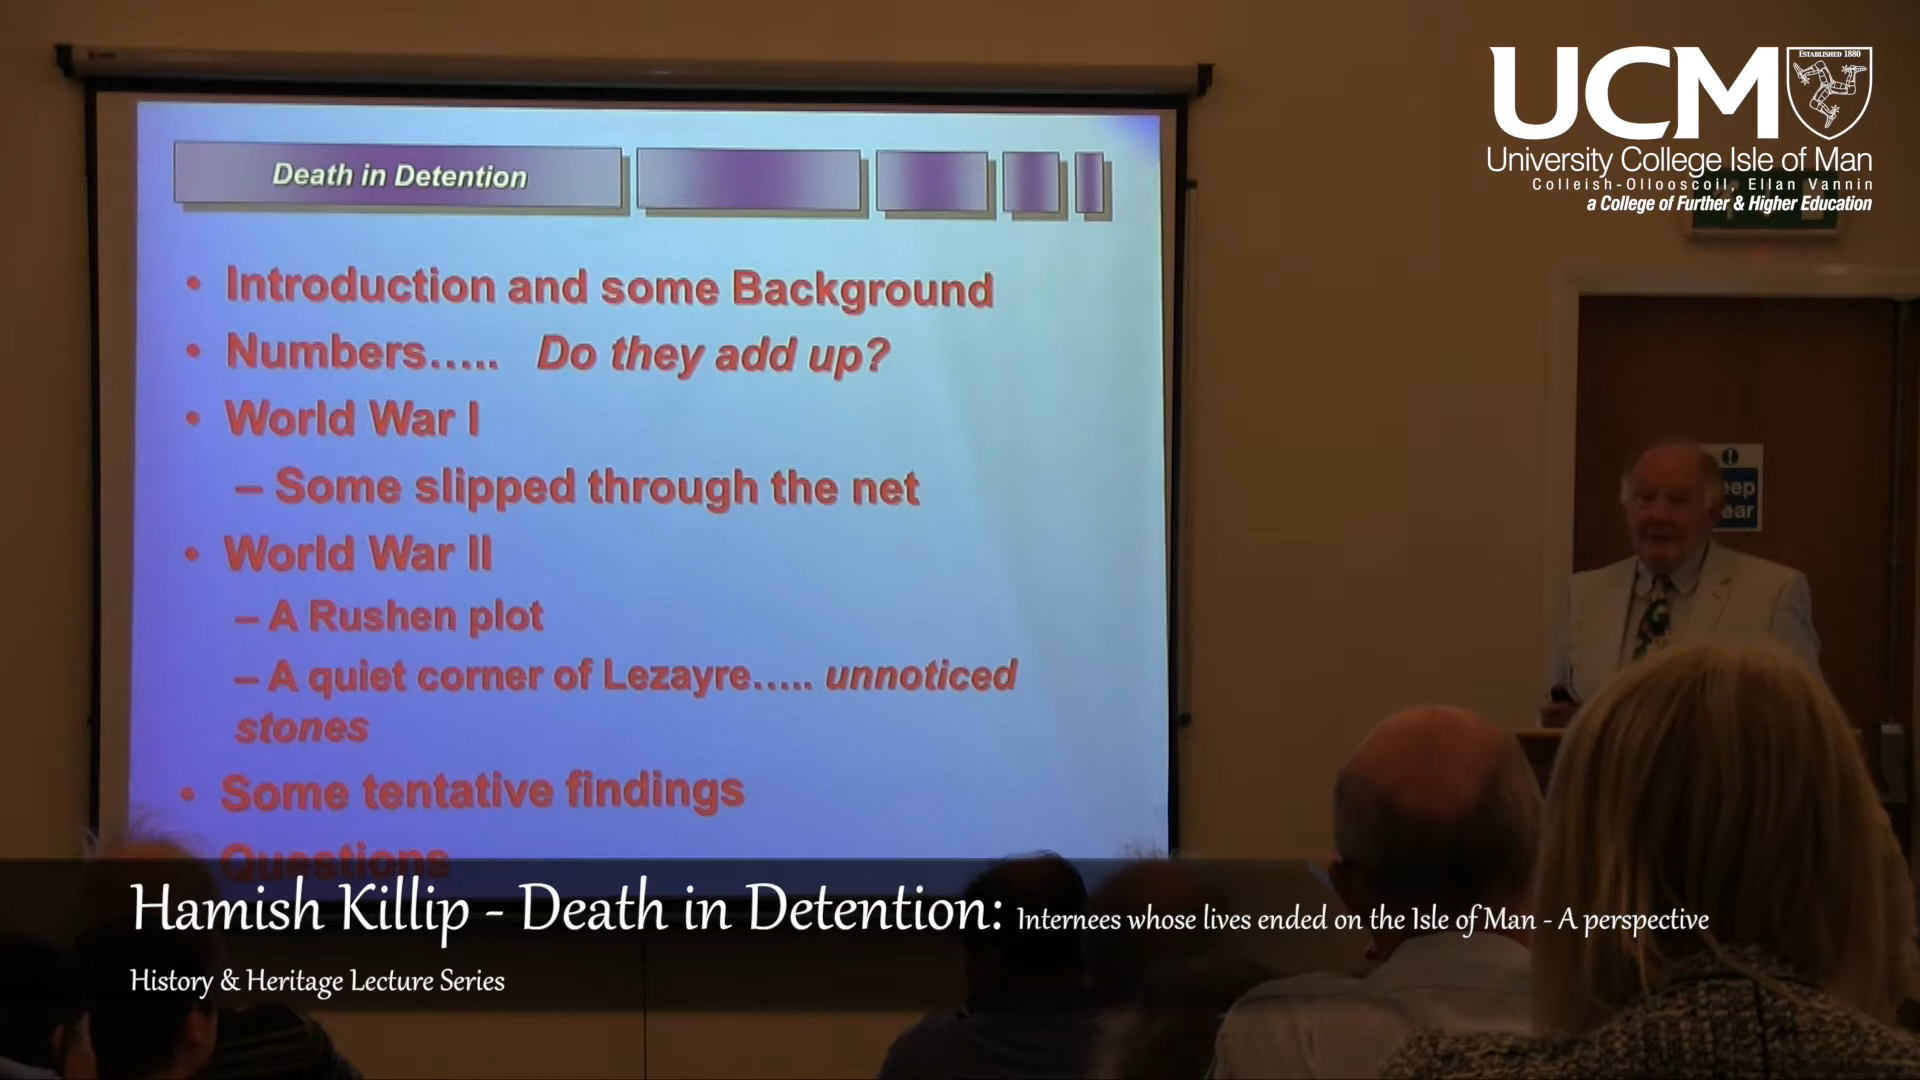 Death in Detention
• Introduction and some Background
• Numbers..... Do they add up?
• World War I
– Some slipped through the net
• World War II
– A Rushen plot
– A quiet corner of Lezayre..... unnoticed
stones
• Some tentative findings
Questions
UCM
ESTABLISHED 1880
University College Isle of Man
Colleish-Ollooscoil, Ellan Vannin
a College of Further & Higher Education
Hamish Killip - Death in Detention: Internees whose lives ended on the Isle of Man - A perspective
History & Heritage Lecture Series